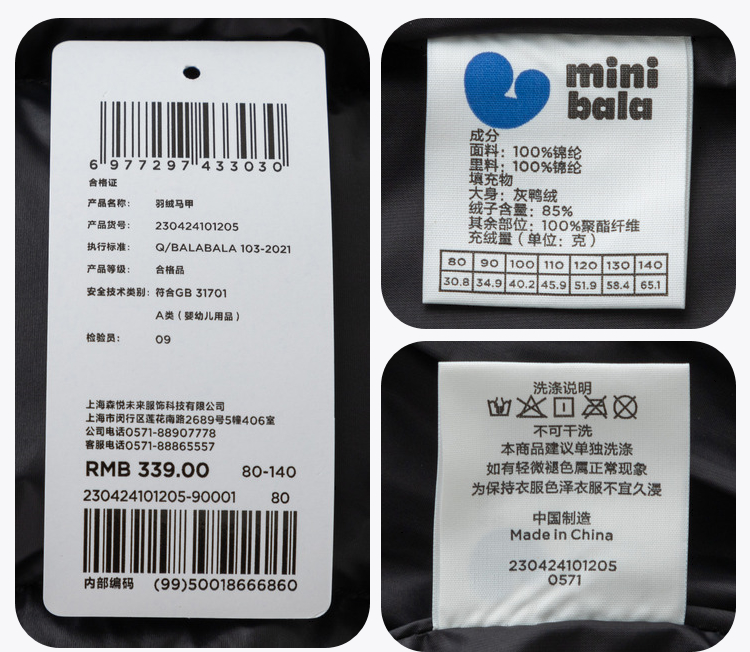 6 977297 433030
合格证
产品名称： 羽绒马甲
产品货号： 230424101205
执行标准： Q/BALABALA 103-2021
产品等级： 合格品
安全技术类别：符合GB 31701
A类（婴幼儿用品）
检验员： 09
上海森悦未来服饰科技有限公司
上海市闵行区莲花南路2689号5幢406室
公司电话0571-88907778
客服电话0571-88865557
RMB 339.00 80-140
230424101205-90001 80
内部编码 (99)50018666860
mini
bala
成分
面料：100%锦纶
里料：100%锦纶
填充物
大身：灰鸭绒
绒子含量：85%
其余部位：100%聚酯纤维
充绒量（单位：克）
80 90 100 110 120 130 140
30.8 34.9 40.2 45.9 51.9 58.4 65.1
洗涤说明
不可干洗
本商品建议单独洗涤
如有轻微褪色属正常现象
为保持衣服色泽衣服不宜久浸
中国制造
Made in China
230424101205
0571